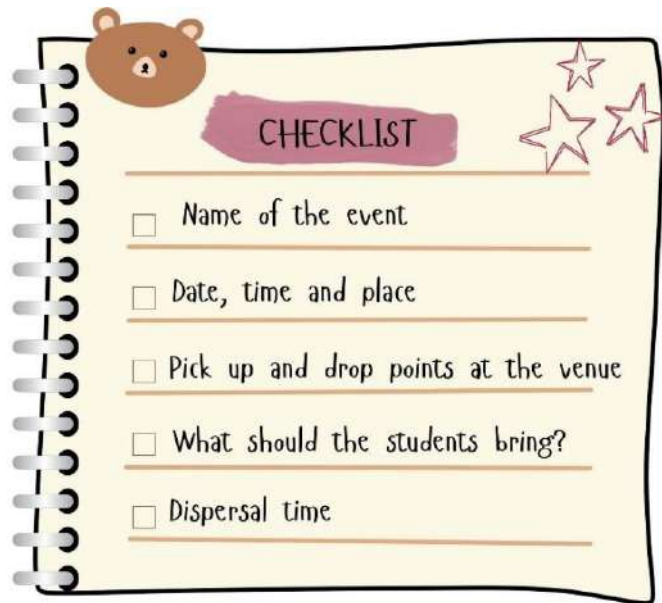 CHECKLIST
Name of the event
Date, time and place
Pick up and drop points at the venue
What should the students bring?
Dispersal time